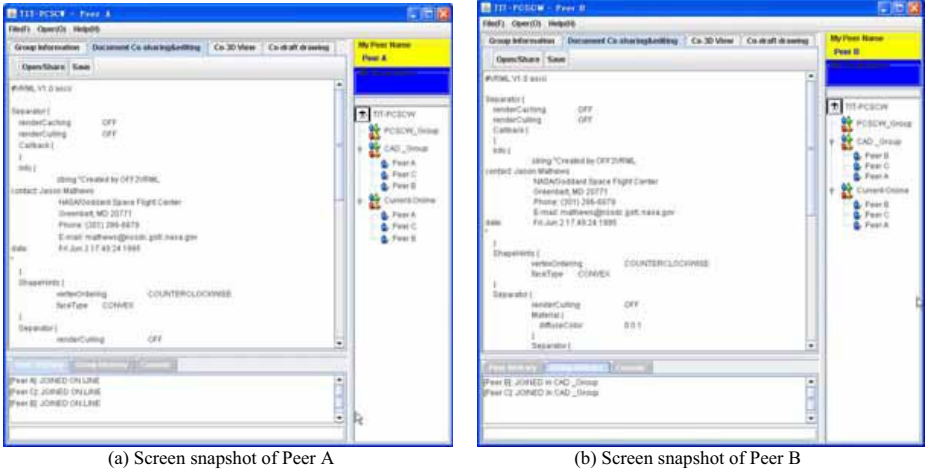 TIT-PCSCW - Peer A
File(F) Oper(O) Help(H)
Group Information Document Co-sharing&editing Co-3D View Co-draft drawing
Open/Share Save
#VRML V1.0 ascii
Separator {
renderCaching OFF
renderCulling OFF
Callback {
}
Info {
string "Created by OFF2VRML,
contact: Jason Mathews
NASA/Goddard Space Flight Center
Greenbelt, MD 20771
Phone: (301) 286-6879
E-mail: mathews@nssdc.gsfc.nasa.gov
date: Fri Jun 2 17:49:24 1995
"
}
ShapeHints {
vertexOrdering COUNTERCLOCKWISE
faceType CONVEX
}
Separator {
renderCulling OFF
[Peer A]: JOINED ON LINE
[Peer C]: JOINED ON LINE
[Peer B]: JOINED ON LINE
My Peer Name
Peer A
TIT-PCSCW
PCSCW_Group
CAD _Group
Peer A
Peer C
Peer B
Current Online
Peer A
Peer C
Peer B
(a) Screen snapshot of Peer A
TIT-PCSCW - Peer B
File(F) Oper(O) Help(H)
Group Information Document Co-sharing&editing Co-3D View Co-draft drawing
Open/Share Save
#VRML V1.0 ascii
Separator {
renderCaching OFF
renderCulling OFF
Callback {
}
Info {
string "Created by OFF2VRML,
contact: Jason Mathews
NASA/Goddard Space Flight Center
Greenbelt, MD 20771
Phone: (301) 286-6879
E-mail: mathews@nssdc.gsfc.nasa.gov
date: Fri Jun 2 17:49:24 1995
"
}
ShapeHints {
vertexOrdering COUNTERCLOCKWISE
faceType CONVEX
}
Separator {
renderCulling OFF
Material {
diffuseColor 0 0 1
}
Separator {
[Peer B]: JOINED in CAD _Group
[Peer C]: JOINED in CAD _Group
My Peer Name
Peer B
TIT-PCSCW
PCSCW_Group
CAD _Group
Peer B
Peer C
Peer A
Current Online
Peer B
Peer C
Peer A
(b) Screen snapshot of Peer B